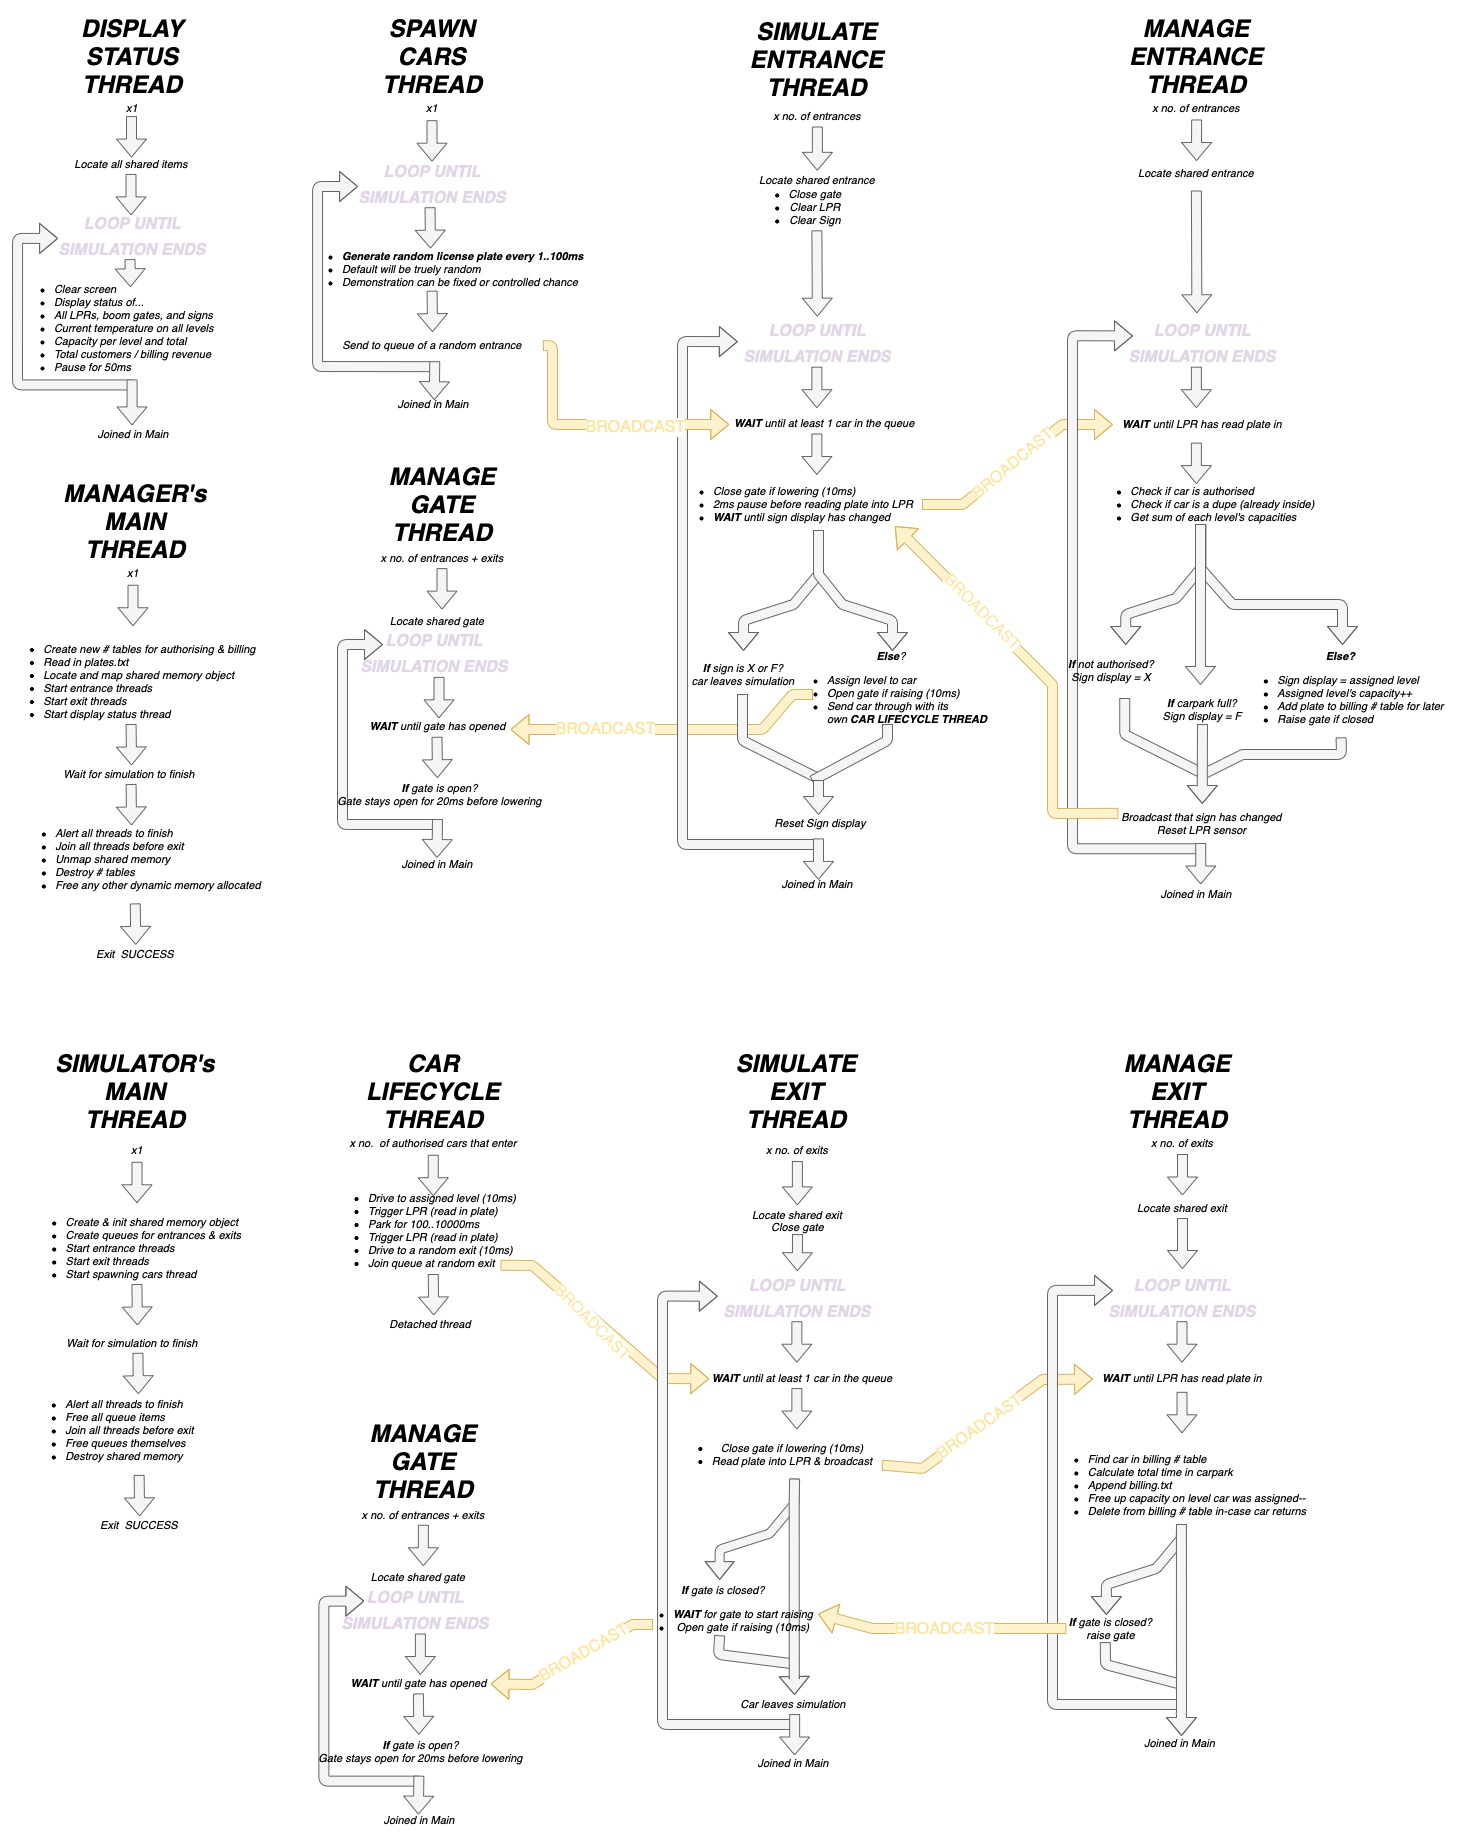 DISPLAY
STATUS
THREAD
x1
Locate all shared items
LOOP UNTIL
SIMULATION ENDS
• Clear screen
• Display status of...
• All LPRs, boom gates, and signs
• Current temperature on all levels
• Capacity per level and total
• Total customers / billing revenue
• Pause for 50ms
Joined in Main
SPAWN
CARS
THREAD
x1
LOOP UNTIL
SIMULATION ENDS
• Generate random license plate every 1..100ms
• Default will be truely random
• Demonstration can be fixed or controlled chance
Send to queue of a random entrance
BROADCAST
Joined in Main
SIMULATE
ENTRANCE
THREAD
x no. of entrances
Locate shared entrance
• Close gate
• Clear LPR
• Clear Sign
LOOP UNTIL
SIMULATION ENDS
WAIT until at least 1 car in the queue
• Close gate if lowering (10ms)
• 2ms pause before reading plate into LPR
• WAIT until sign display has changed
BROADCAST
BROADCAST
If sign is X or F?
car leaves simulation
Else?
• Assign level to car
• Open gate if raising (10ms)
• Send car through with its
own CAR LIFECYCLE THREAD
BROADCAST
Reset Sign display
Joined in Main
MANAGE
ENTRANCE
THREAD
x no. of entrances
Locate shared entrance
LOOP UNTIL
SIMULATION ENDS
WAIT until LPR has read plate in
• Check if car is authorised
• Check if car is a dupe (already inside)
• Get sum of each level's capacities
If not authorised?
Sign display = X
If carpark full?
Sign display = F
Else?
• Sign display = assigned level
• Assigned level's capacity++
• Add plate to billing # table for later
• Raise gate if closed
Broadcast that sign has changed
Reset LPR sensor
Joined in Main
MANAGER's
MAIN
THREAD
x1
• Create new # tables for authorising & billing
• Read in plates.txt
• Locate and map shared memory object
• Start entrance threads
• Start exit threads
• Start display status thread
Wait for simulation to finish
• Alert all threads to finish
• Join all threads before exit
• Unmap shared memory
• Destroy # tables
• Free any other dynamic memory allocated
Exit SUCCESS
MANAGE
GATE
THREAD
x no. of entrances + exits
Locate shared gate
LOOP UNTIL
SIMULATION ENDS
WAIT until gate has opened
If gate is open?
Gate stays open for 20ms before lowering
Joined in Main
SIMULATOR's
MAIN
THREAD
x1
• Create & init shared memory object
• Create queues for entrances & exits
• Start entrance threads
• Start exit threads
• Start spawning cars thread
Wait for simulation to finish
• Alert all threads to finish
• Free all queue items
• Join all threads before exit
• Free queues themselves
• Destroy shared memory
Exit SUCCESS
CAR
LIFECYCLE
THREAD
x no. of authorised cars that enter
• Drive to assigned level (10ms)
• Trigger LPR (read in plate)
• Park for 100..10000ms
• Trigger LPR (read in plate)
• Drive to a random exit (10ms)
• Join queue at random exit
BROADCAST
Detached thread
MANAGE
GATE
THREAD
x no. of entrances + exits
Locate shared gate
LOOP UNTIL
SIMULATION ENDS
WAIT until gate has opened
If gate is open?
Gate stays open for 20ms before lowering
Joined in Main
SIMULATE
EXIT
THREAD
x no. of exits
Locate shared exit
Close gate
LOOP UNTIL
SIMULATION ENDS
WAIT until at least 1 car in the queue
• Close gate if lowering (10ms)
• Read plate into LPR & broadcast
BROADCAST
If gate is closed?
• WAIT for gate to start raising
• Open gate if raising (10ms)
BROADCAST
BROADCAST
Car leaves simulation
Joined in Main
MANAGE
EXIT
THREAD
x no. of exits
Locate shared exit
LOOP UNTIL
SIMULATION ENDS
WAIT until LPR has read plate in
• Find car in billing # table
• Calculate total time in carpark
• Append billing.txt
• Free up capacity on level car was assigned--
• Delete from billing # table in-case car returns
If gate is closed?
raise gate
Joined in Main